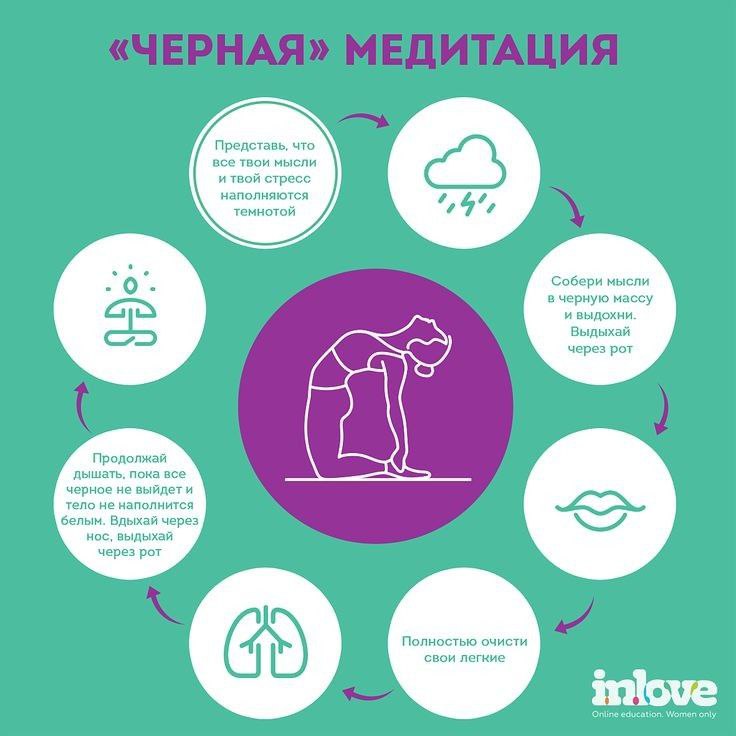 «ЧЕРНАЯ» МЕДИТАЦИЯ
Представь, что
все твои мысли
и твой стресс
наполняются
темнотой
Собери мысли
в черную массу
и выдохни.
Выдыхай
через рот
Полностью очисти
свои легкие
Продолжай
дышать, пока все
черное не выйдет и
тело не наполнится
белым. Вдыхай через
нос, выдыхай
через рот
inlove
Online education. Women only